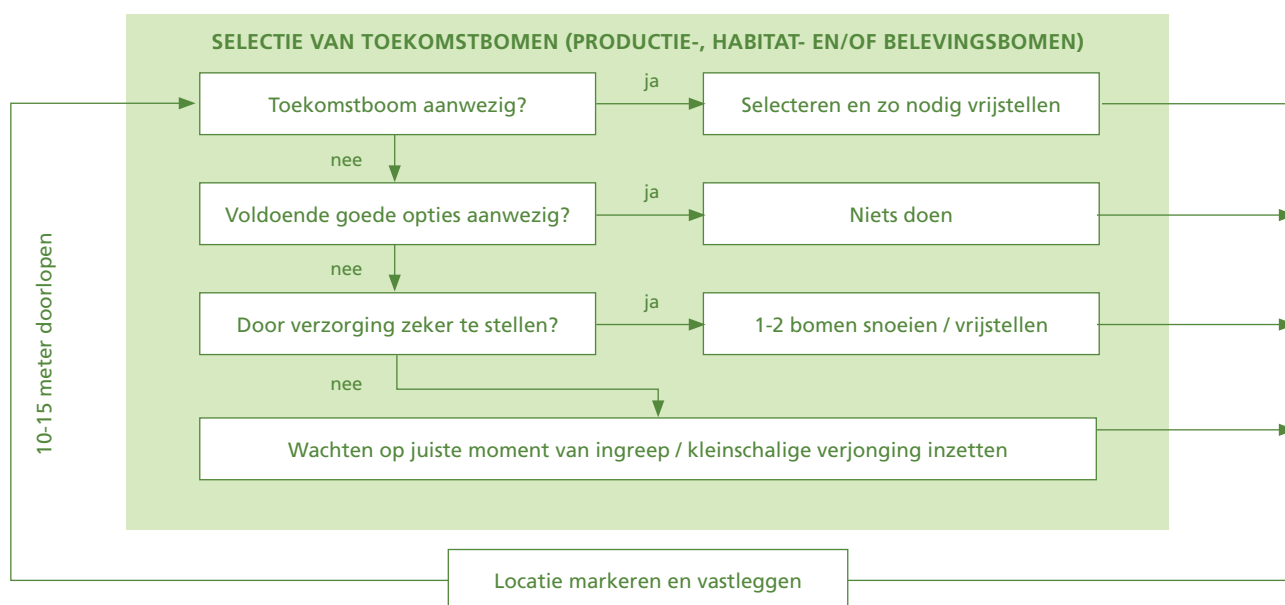 SELECTIE VAN TOEKOMSTBOMEN (PRODUCTIE-, HABITAT- EN/OF BELEVINGSBOMEN)
Toekomstboom aanwezig?
ja
Selecteren en zo nodig vrijstellen
nee
Voldoende goede opties aanwezig?
ja
Niets doen
nee
Door verzorging zeker te stellen?
ja
1-2 bomen snoeien / vrijstellen
nee
Wachten op juiste moment van ingreep / kleinschalige verjonging inzetten
10-15 meter doorlopen
Locatie markeren en vastleggen